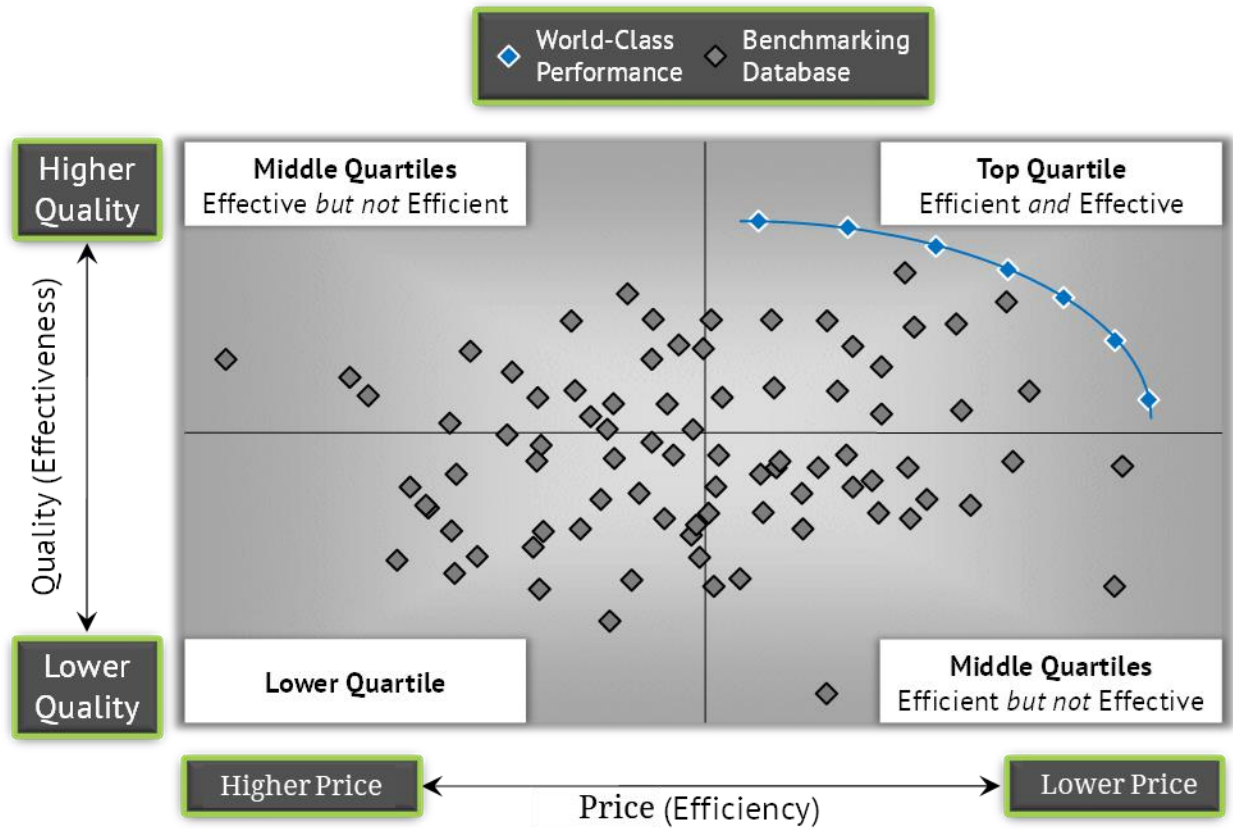 World-Class
Performance
Benchmarking
Database
Higher
Quality
Middle Quartiles
Effective but not Efficient
Top Quartile
Efficient and Effective
Quality (Effectiveness)
Lower
Quality
Lower Quartile
Middle Quartiles
Efficient but not Effective
Higher Price
Price (Efficiency)
Lower Price